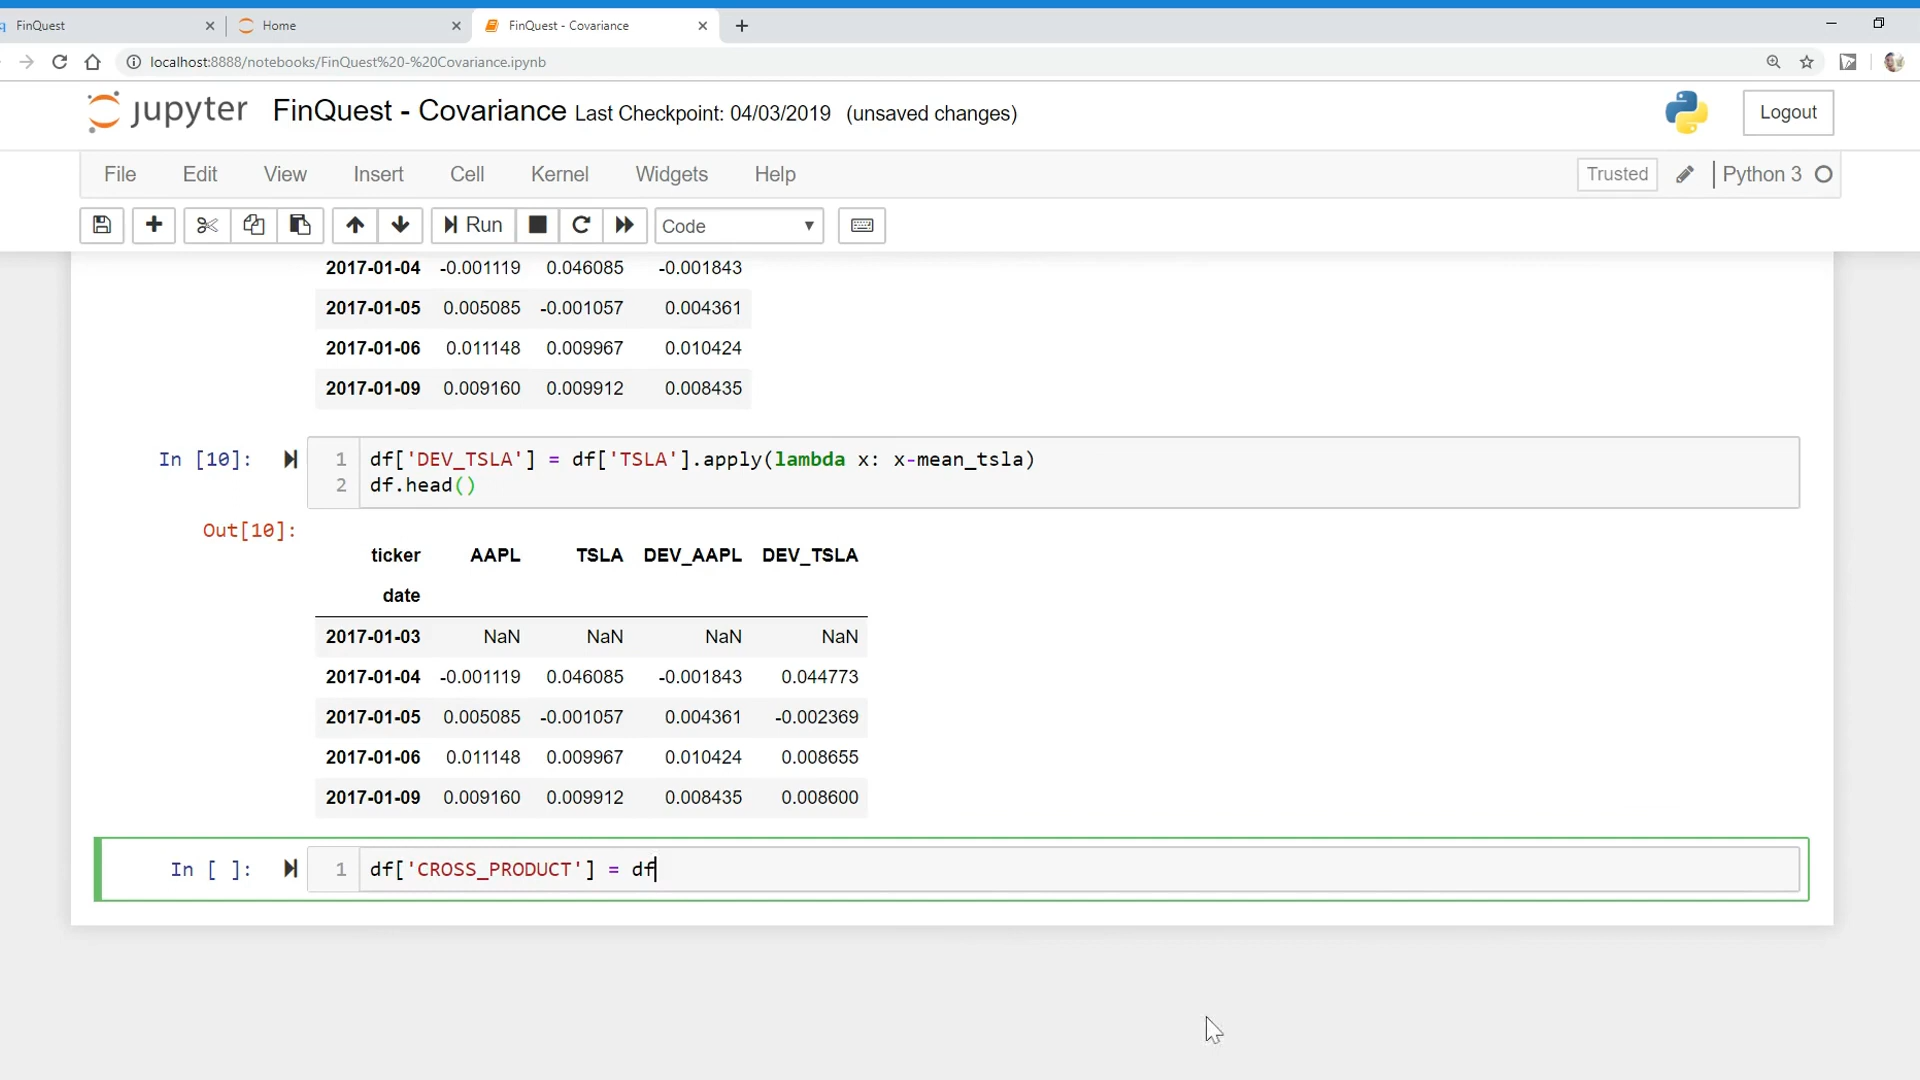 FinQuest
Home
FinQuest - Covariance
localhost:8888/notebooks/FinQuest%20-%20Covariance.ipynb
jupyter FinQuest - Covariance Last Checkpoint: 04/03/2019 (unsaved changes)
Logout
File Edit View Insert Cell Kernel Widgets Help
Trusted
Python 3
Run
Code
2017-01-04 -0.001119 0.046085 -0.001843
2017-01-05 0.005085 -0.001057 0.004361
2017-01-06 0.011148 0.009967 0.010424
2017-01-09 0.009160 0.009912 0.008435
In [10]: 1 df['DEV_TSLA'] = df['TSLA'].apply(lambda x: x-mean_tsla)
2 df.head()
Out[10]:
ticker AAPL TSLA DEV_AAPL DEV_TSLA
date
2017-01-03 NaN NaN NaN NaN
2017-01-04 -0.001119 0.046085 -0.001843 0.044773
2017-01-05 0.005085 -0.001057 0.004361 -0.002369
2017-01-06 0.011148 0.009967 0.010424 0.008655
2017-01-09 0.009160 0.009912 0.008435 0.008600
In [ ]: 1 df['CROSS_PRODUCT'] = df